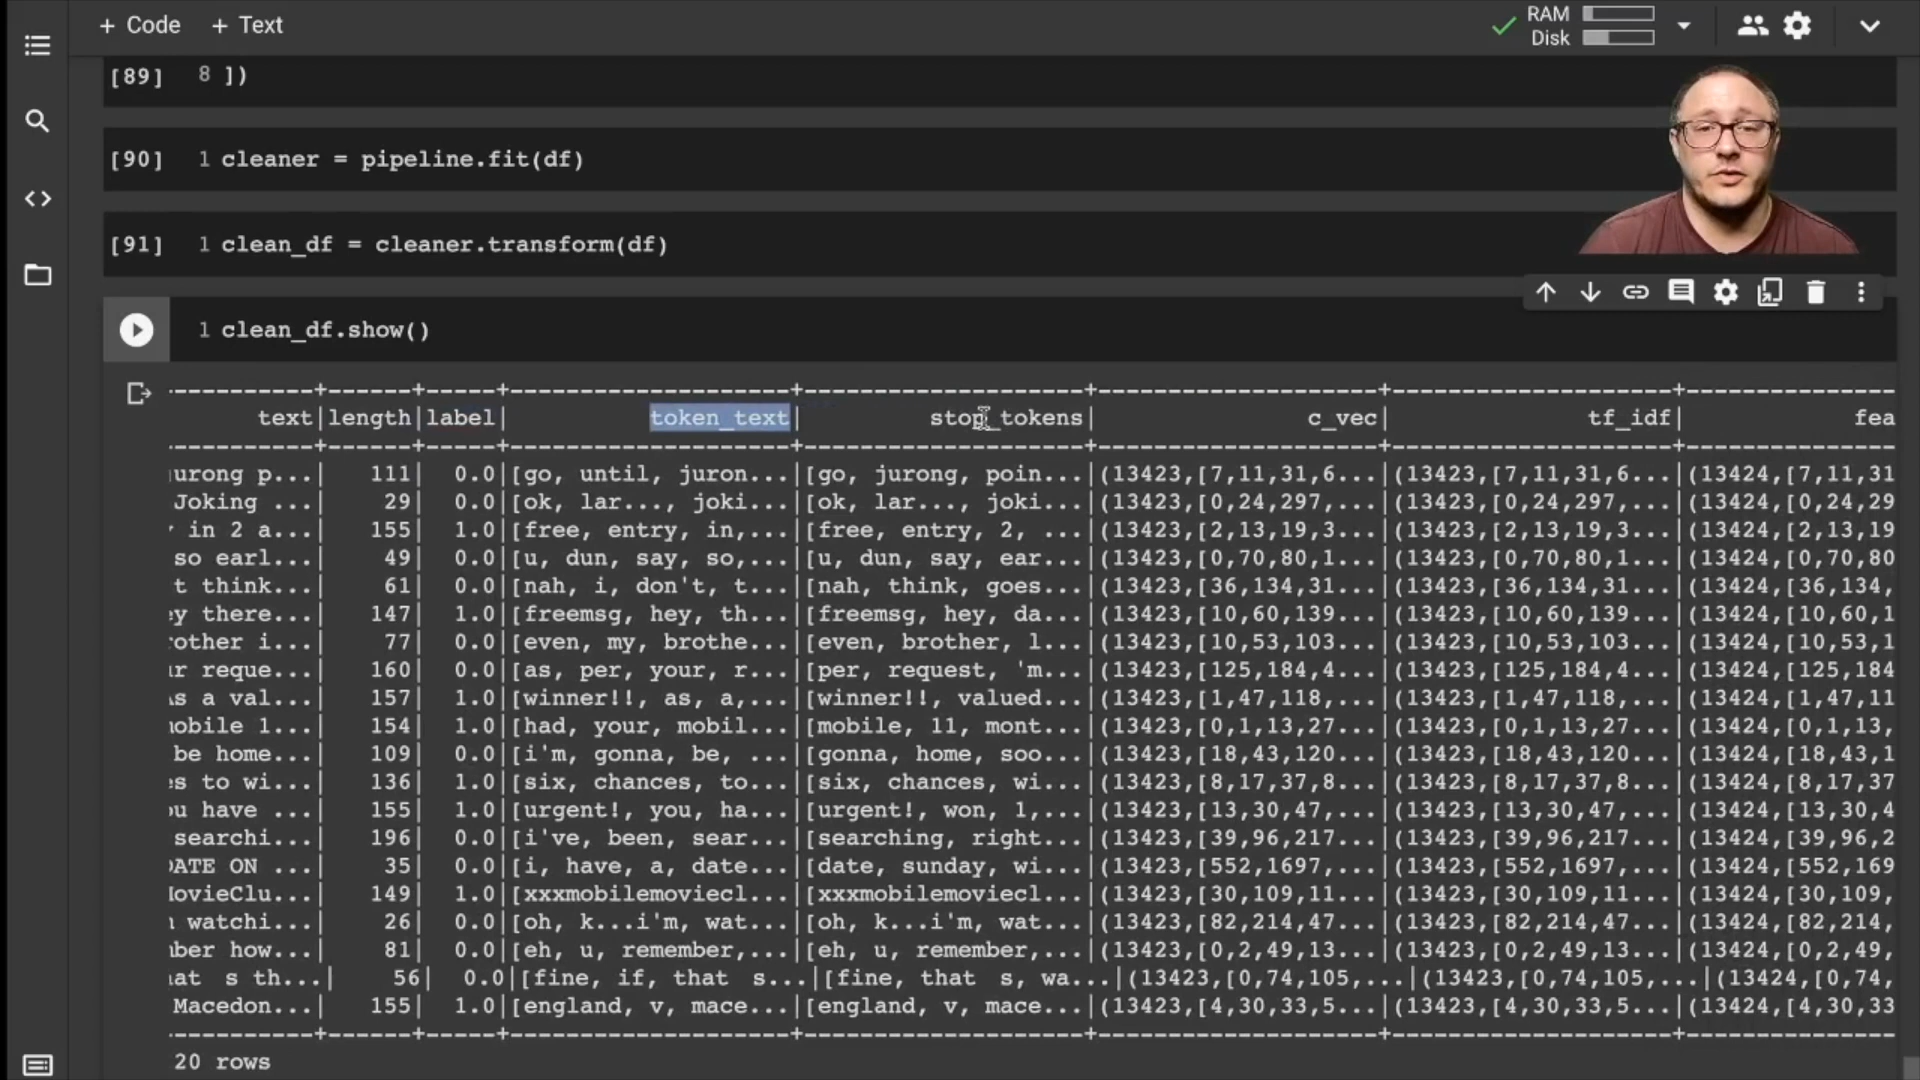 + Code + Text RAM
Disk
[89] 8 ])
[90] 1 cleaner = pipeline.fit(df)
[91] 1 clean_df = cleaner.transform(df)
1 clean_df.show()
-----------+------+-----+--------------------+--------------------+--------------------+--------------------+---------------
text|length|label| token_text| stop_tokens| c_vec| tf_idf| fea
-----------+------+-----+--------------------+--------------------+--------------------+--------------------+---------------
urong p...| 111| 0.0|[go, until, juron...|[go, jurong, poin...|(13423,[7,11,31,6...|(13423,[7,11,31,6...|(13424,[7,11,31
Joking ...| 29| 0.0|[ok, lar..., joki...|[ok, lar..., joki...|(13423,[0,24,297,...|(13423,[0,24,297,...|(13424,[0,24,29
in 2 a...| 155| 1.0|[free, entry, in,...|[free, entry, 2, ...|(13423,[2,13,19,3...|(13423,[2,13,19,3...|(13424,[2,13,19
so earl...| 49| 0.0|[u, dun, say, so,...|[u, dun, say, ear...|(13423,[0,70,80,1...|(13423,[0,70,80,1...|(13424,[0,70,80
t think...| 61| 0.0|[nah, i, don't, t...|[nah, think, goes...|(13423,[36,134,31...|(13423,[36,134,31...|(13424,[36,134,
ey there...| 147| 1.0|[freemsg, hey, th...|[freemsg, hey, da...|(13423,[10,60,139...|(13423,[10,60,139...|(13424,[10,60,1
rother i...| 77| 0.0|[even, my, brothe...|[even, brother, l...|(13423,[10,53,103...|(13423,[10,53,103...|(13424,[10,53,1
ur reque...| 160| 0.0|[as, per, your, r...|[per, request, 'm...|(13423,[125,184,4...|(13423,[125,184,4...|(13424,[125,184
As a val...| 157| 1.0|[winner!!, as, a,...|[winner!!, valued...|(13423,[1,47,118,...|(13423,[1,47,118,...|(13424,[1,47,11
mobile 1...| 154| 1.0|[had, your, mobil...|[mobile, 11, mont...|(13423,[0,1,13,27...|(13423,[0,1,13,27...|(13424,[0,1,13,
be home...| 109| 0.0|[i'm, gonna, be, ...|[gonna, home, soo...|(13423,[18,43,120...|(13423,[18,43,120...|(13424,[18,43,1
es to wi...| 136| 1.0|[six, chances, to...|[six, chances, wi...|(13423,[8,17,37,8...|(13423,[8,17,37,8...|(13424,[8,17,37
ou have ...| 155| 1.0|[urgent!, you, ha...|[urgent!, won, 1,...|(13423,[13,30,47,...|(13423,[13,30,47,...|(13424,[13,30,4
searchi...| 196| 0.0|[i've, been, sear...|[searching, right...|(13423,[39,96,217...|(13423,[39,96,217...|(13424,[39,96,2
DATE ON ...| 35| 0.0|[i, have, a, date...|[date, sunday, wi...|(13423,[552,1697,...|(13423,[552,1697,...|(13424,[552,169
MovieClu...| 149| 1.0|[xxxmobilemoviecl...|[xxxmobilemoviecl...|(13423,[30,109,11...|(13423,[30,109,11...|(13424,[30,109,
watchi...| 26| 0.0|[oh, k...i'm, wat...|[oh, k...i'm, wat...|(13423,[82,214,47...|(13423,[82,214,47...|(13424,[82,214,
mber how...| 81| 0.0|[eh, u, remember,...|[eh, u, remember,...|(13423,[0,2,49,13...|(13423,[0,2,49,13...|(13424,[0,2,49,
hat s th...| 56| 0.0|[fine, if, that s...|[fine, that s, wa...|(13423,[0,74,105,...|(13423,[0,74,105,...|(13424,[0,74,
Macedon...| 155| 1.0|[england, v, mace...|[england, v, mace...|(13423,[4,30,33,5...|(13423,[4,30,33,5...|(13424,[4,30,33
-----------+------+-----+--------------------+--------------------+--------------------+--------------------+---------------
20 rows